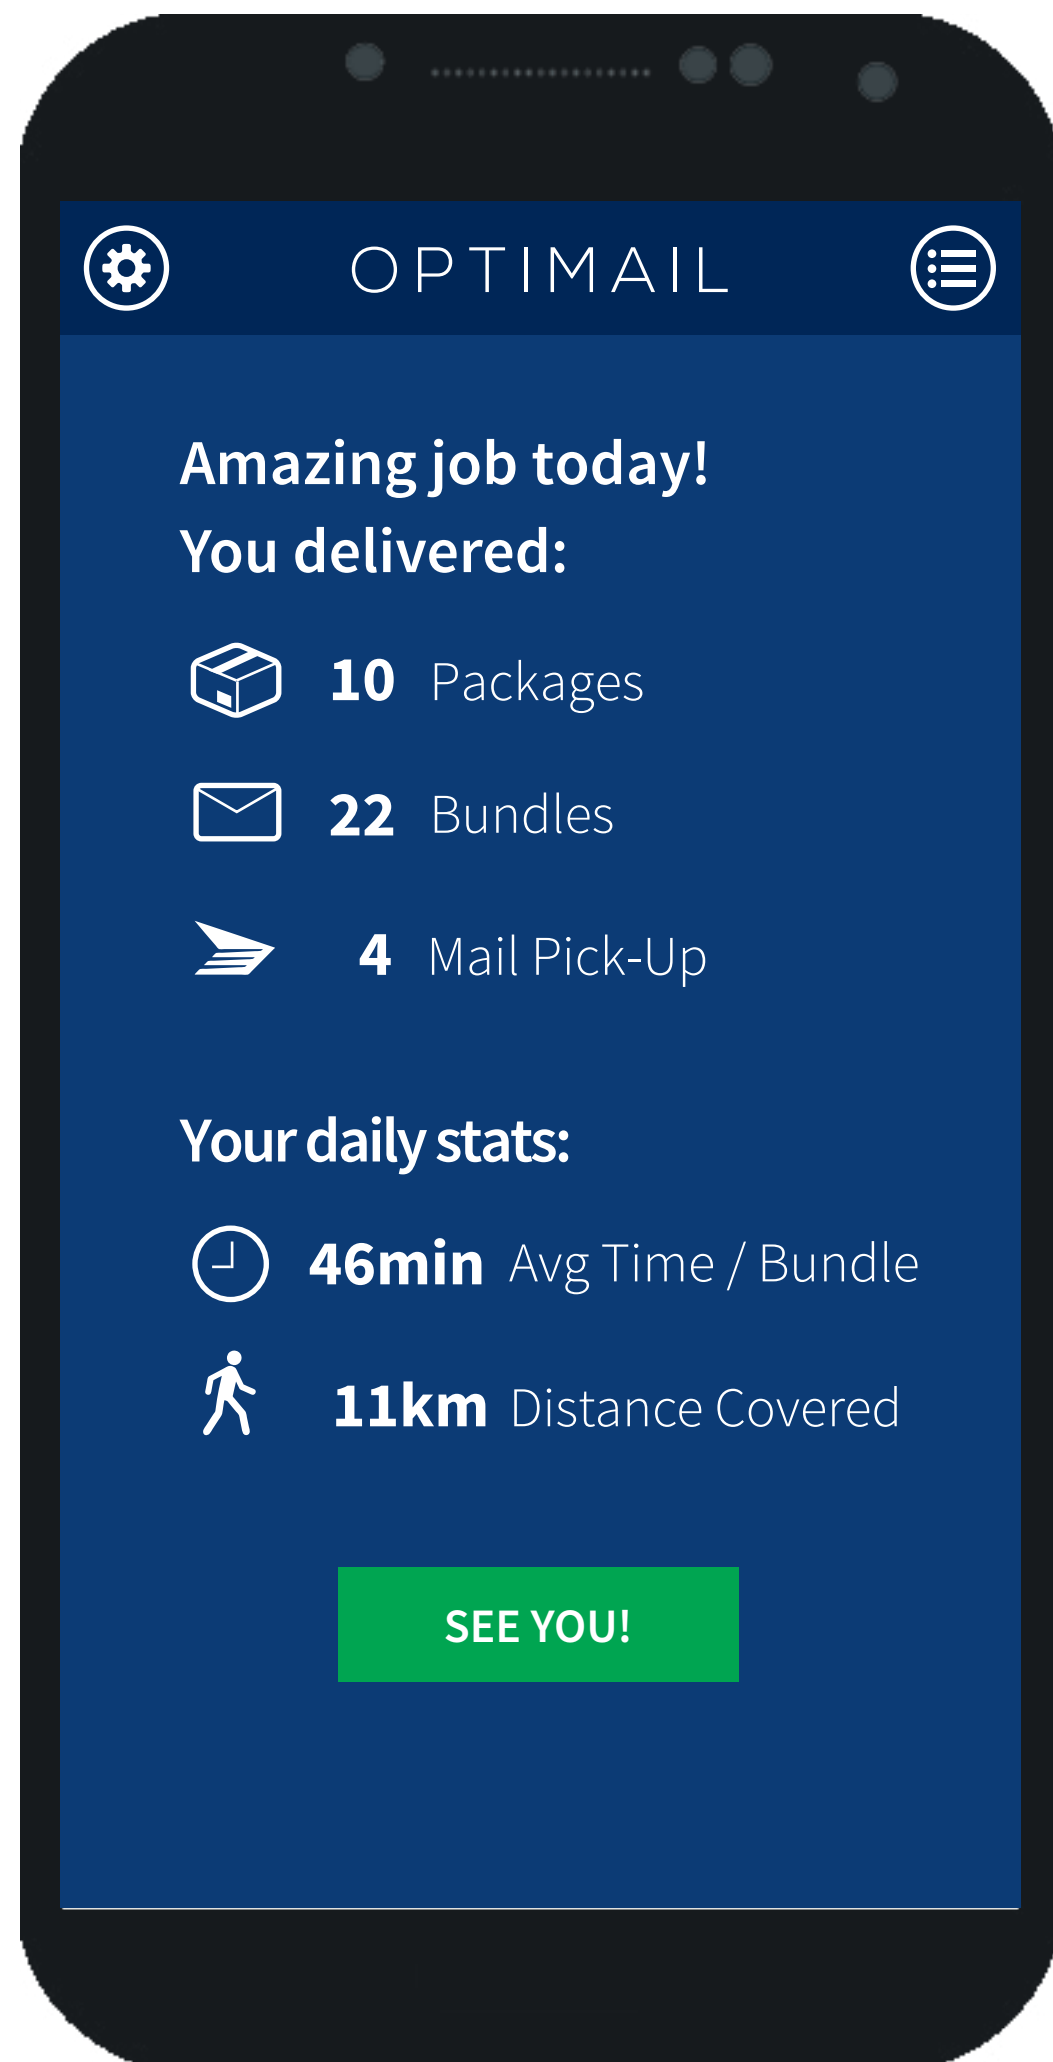 OPTIMAIL
Amazing job today!
You delivered:
10 Packages
22 Bundles
4 Mail Pick-Up
Your daily stats:
46min Avg Time / Bundle
11km Distance Covered
SEE YOU!